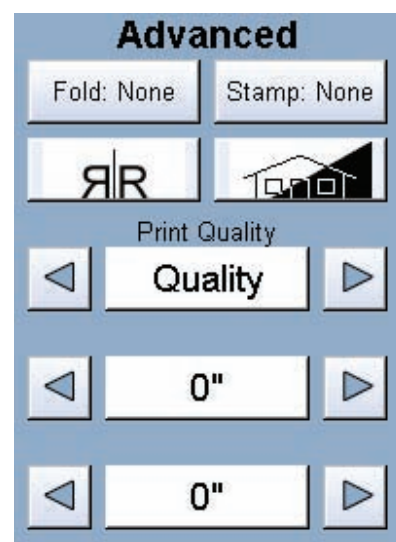 Advanced
Fold: None
Stamp: None
ЯR
Print Quality
Quality
0"
0"